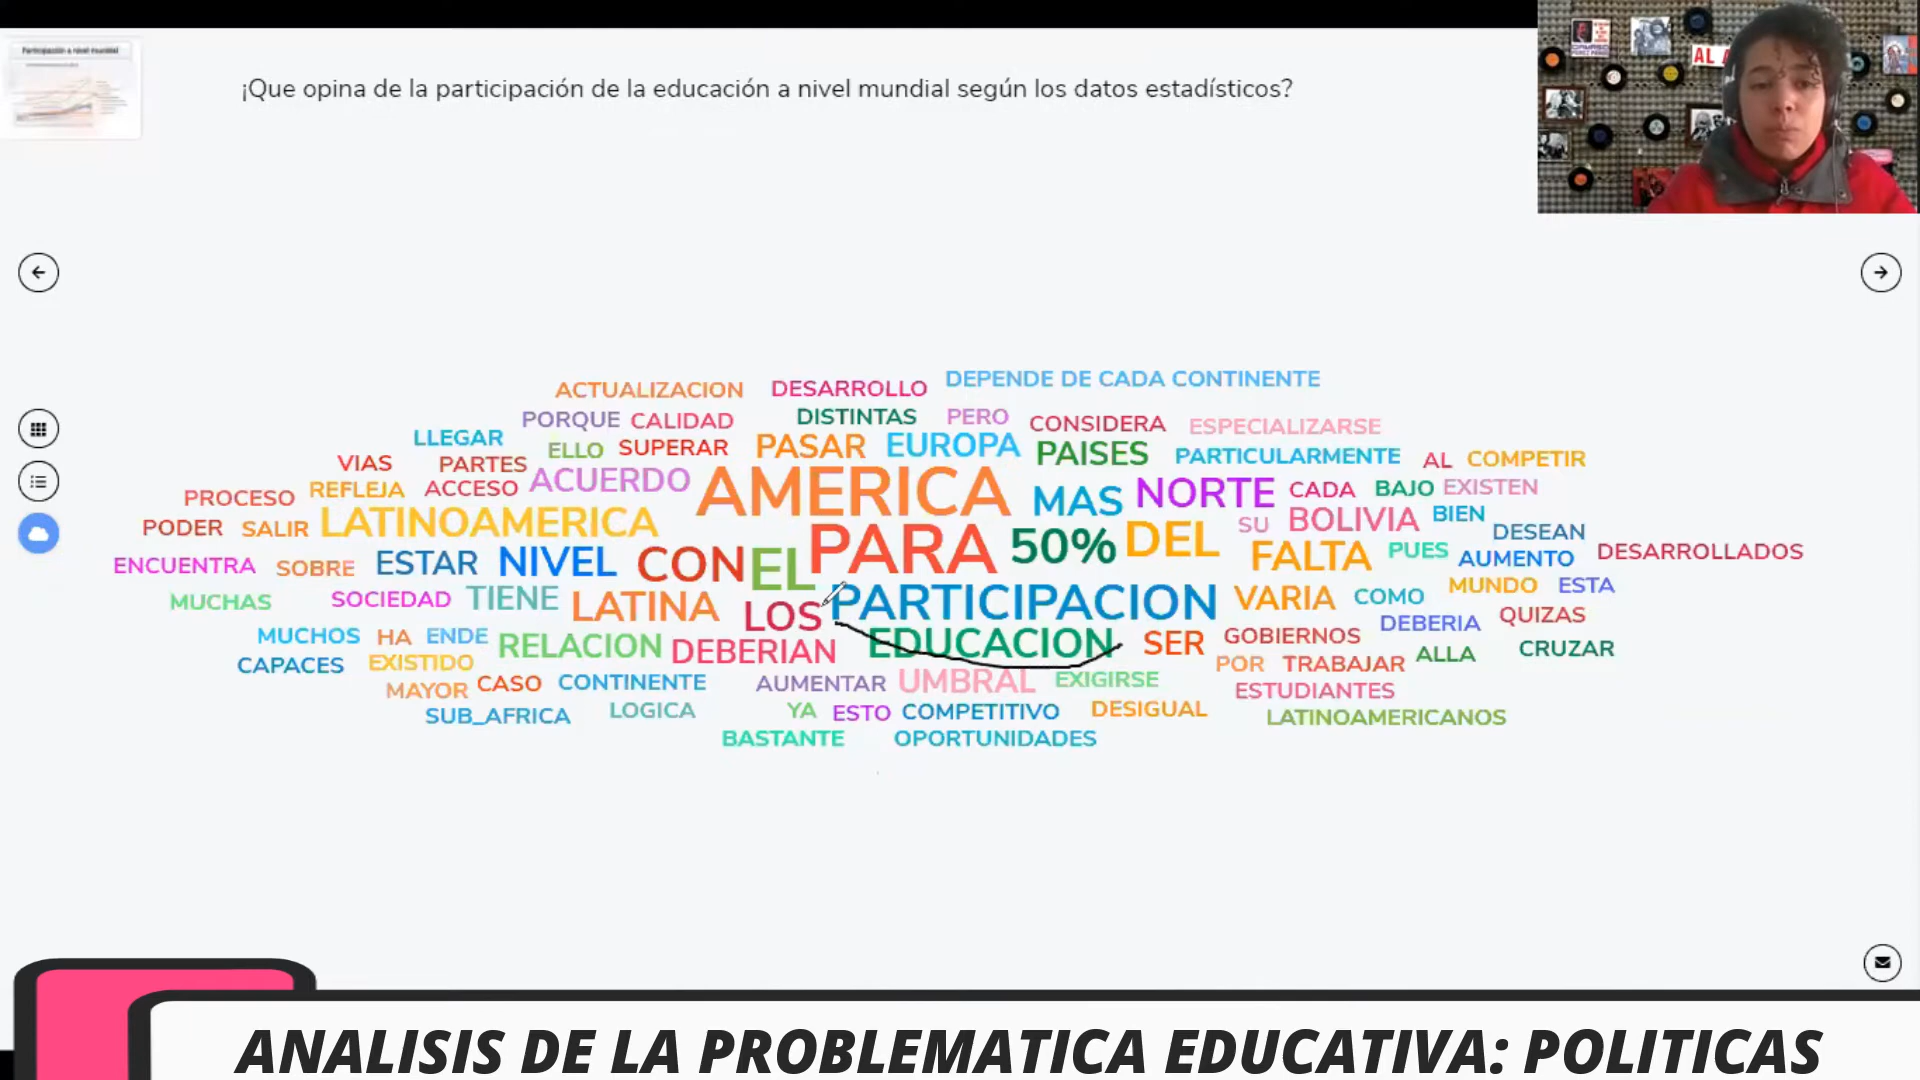 Participación a nivel mundial
¡Que opina de la participación de la educación a nivel mundial según los datos estadísticos?
AL
ACTUALIZACION DESARROLLO DEPENDE DE CADA CONTINENTE
PORQUE CALIDAD DISTINTAS PERO CONSIDERA ESPECIALIZARSE
LLEGAR ELLO SUPERAR PASAR EUROPA PAISES PARTICULARMENTE AL COMPETIR
VIAS PARTES
PROCESO REFLEJA ACCESO ACUERDO AMERICA MAS NORTE CADA BAJO EXISTEN
PODER SALIR LATINOAMERICA SU BOLIVIA BIEN
PARA 50% DEL DESEAN
ENCUENTRA SOBRE ESTAR NIVEL CON EL FALTA PUES AUMENTO DESARROLLADOS
MUCHAS SOCIEDAD TIENE LATINA LOS PARTICIPACION VARIA COMO MUNDO ESTA
MUCHOS HA ENDE RELACION DEBERIAN EDUCACION SER GOBIERNOS DEBERIA QUIZAS
CAPACES EXISTIDO POR TRABAJAR ALLA CRUZAR
MAYOR CASO CONTINENTE AUMENTAR UMBRAL EXIGIRSE ESTUDIANTES
SUB_AFRICA LOGICA YA ESTO COMPETITIVO DESIGUAL LATINOAMERICANOS
BASTANTE OPORTUNIDADES
ANALISIS DE LA PROBLEMATICA EDUCATIVA: POLITICAS